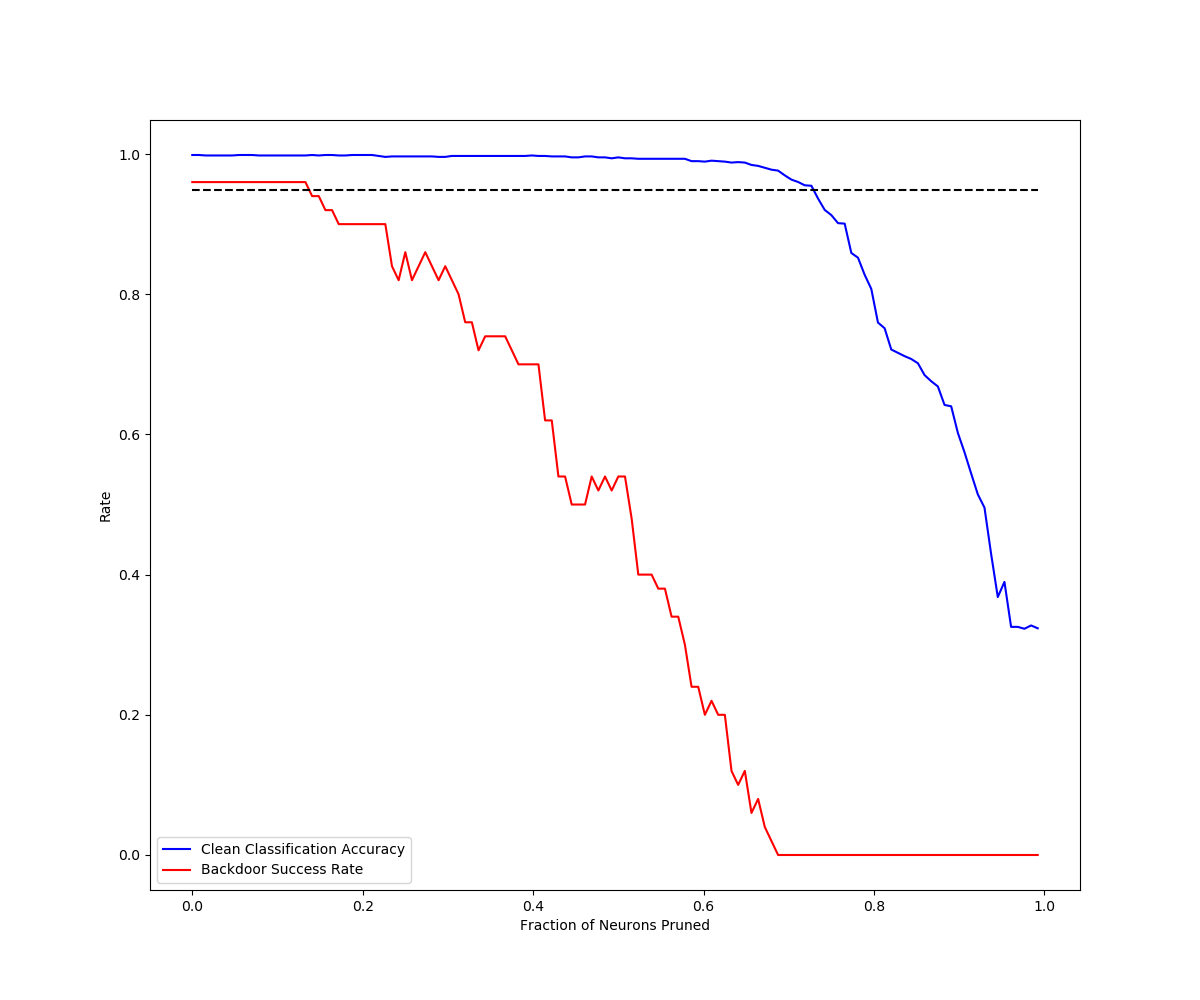 1.0
0.8
0.6
0.4
0.2
0.0
Rate
Clean Classification Accuracy
Backdoor Success Rate
0.0 0.2 0.4 0.6 0.8 1.0
Fraction of Neurons Pruned